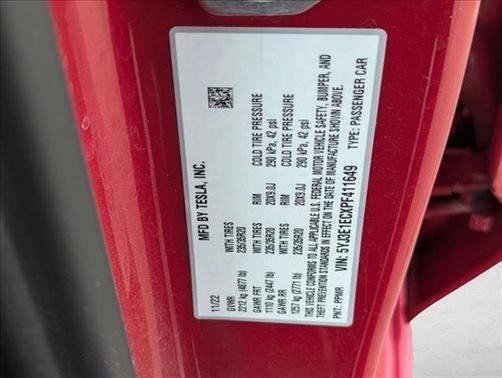 MFD BY TESLA, INC.
11/22
GVWR WITH TIRES RIM COLD TIRE PRESSURE
2212 kg (4877 lb) 235/35R20 20X9.0J 290 kPa, 42 psi
GAWR FRT WITH TIRES RIM COLD TIRE PRESSURE
1110 kg (2447 lb) 235/35R20 20X9.0J 290 kPa, 42 psi
GAWR RR
1257 kg (2771 lb)
THIS VEHICLE CONFORMS TO ALL APPLICABLE U.S. FEDERAL MOTOR VEHICLE SAFETY, BUMPER, AND
THEFT PREVENTION STANDARDS IN EFFECT ON THE DATE OF MANUFACTURE SHOWN ABOVE.
VIN: 5YJ3E1ECXPF411649 TYPE: PASSENGER CAR
PNT: PPMR